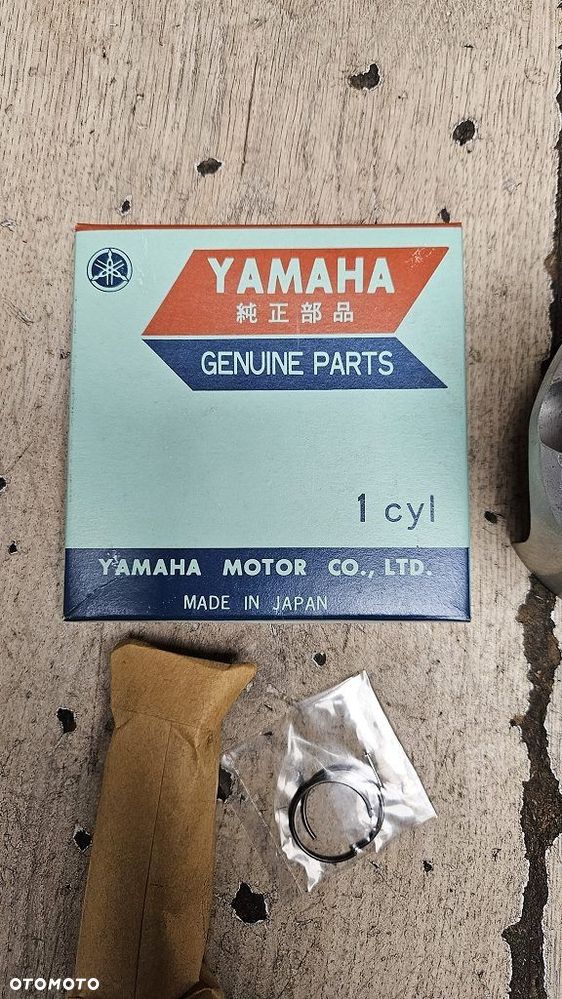 YAMAHA
純正部品
GENUINE PARTS
1 cyl
YAMAHA MOTOR CO., LTD.
MADE IN JAPAN
OTOMOTO